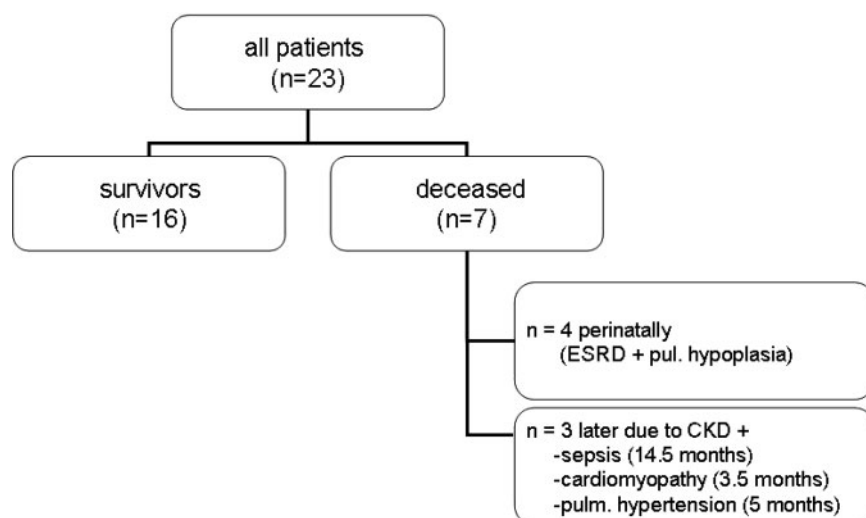 all patients
(n=23)
survivors
(n=16)
deceased
(n=7)
n = 4 perinatally
(ESRD + pul. hypoplasia)
n = 3 later due to CKD +
-sepsis (14.5 months)
-cardiomyopathy (3.5 months)
-pulm. hypertension (5 months)